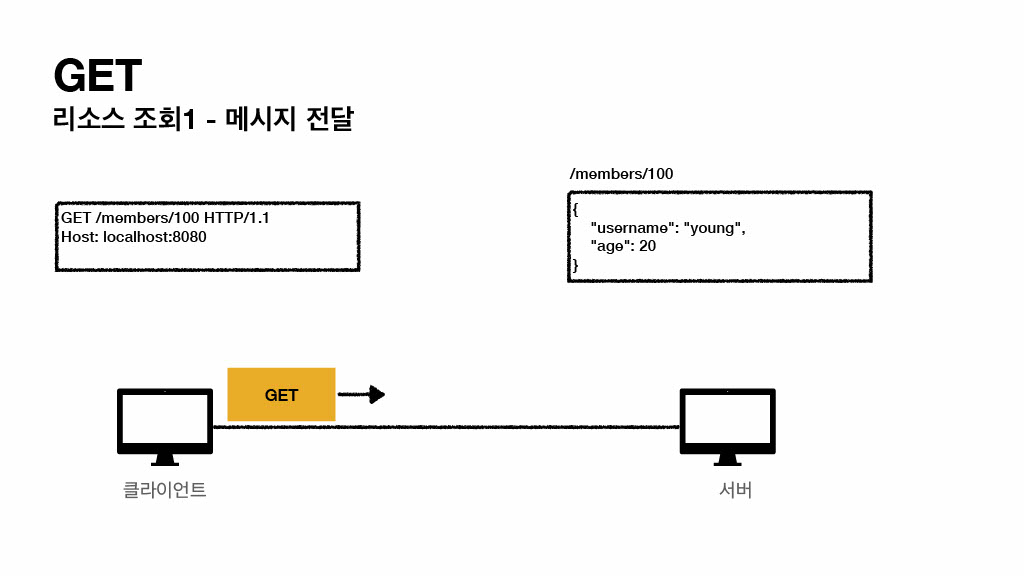 GET
리소스 조회1 - 메시지 전달
/members/100
GET /members/100 HTTP/1.1
Host: localhost:8080
{
"username": "young",
"age": 20
}
GET
클라이언트
서버